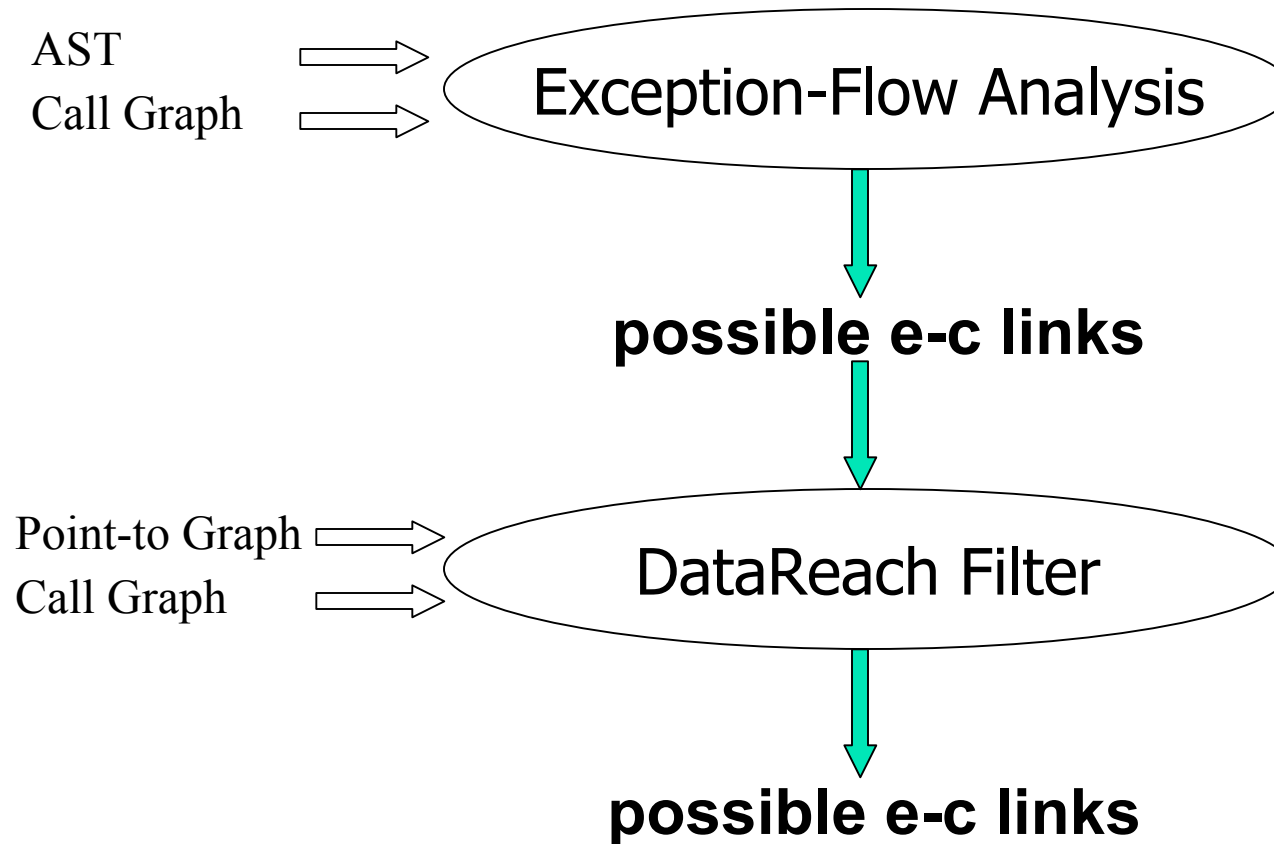 AST
Call Graph
Exception-Flow Analysis
possible e-c links
Point-to Graph
Call Graph
DataReach Filter
possible e-c links